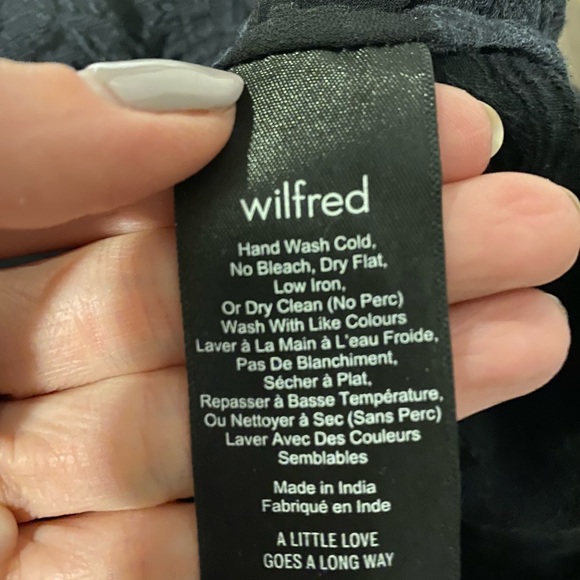 wilfred
Hand Wash Cold,
No Bleach, Dry Flat,
Low Iron,
Or Dry Clean (No Perc)
Wash With Like Colours
Laver à La Main à L'eau Froide,
Pas De Blanchiment,
Sécher à Plat,
Repasser à Basse Température,
Ou Nettoyer à Sec (Sans Perc)
Laver Avec Des Couleurs
Semblables
Made in India
Fabriqué en Inde
A LITTLE LOVE
GOES A LONG WAY